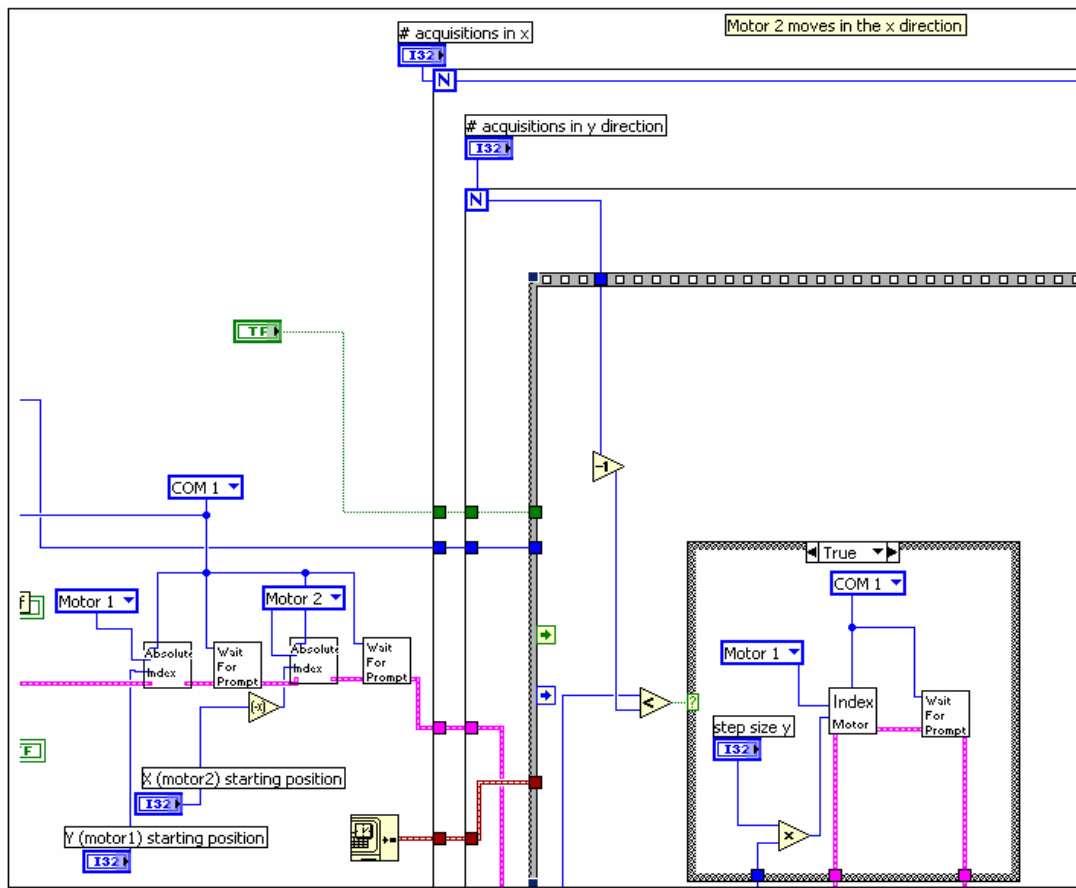 # acquisitions in x
I32
Motor 2 moves in the x direction
N
# acquisitions in y direction
I32
N
TF
-1
COM 1
True
COM 1
Motor 1
Motor 2
Absolute
Index
Wait
For
Prompt
Absolute
Index
Wait
For
Prompt
(-x)
Motor 1
<
?
Index
Motor
Wait
For
Prompt
step size y
I32
x
F
X (motor2) starting position
I32
Y (motor1) starting position
I32